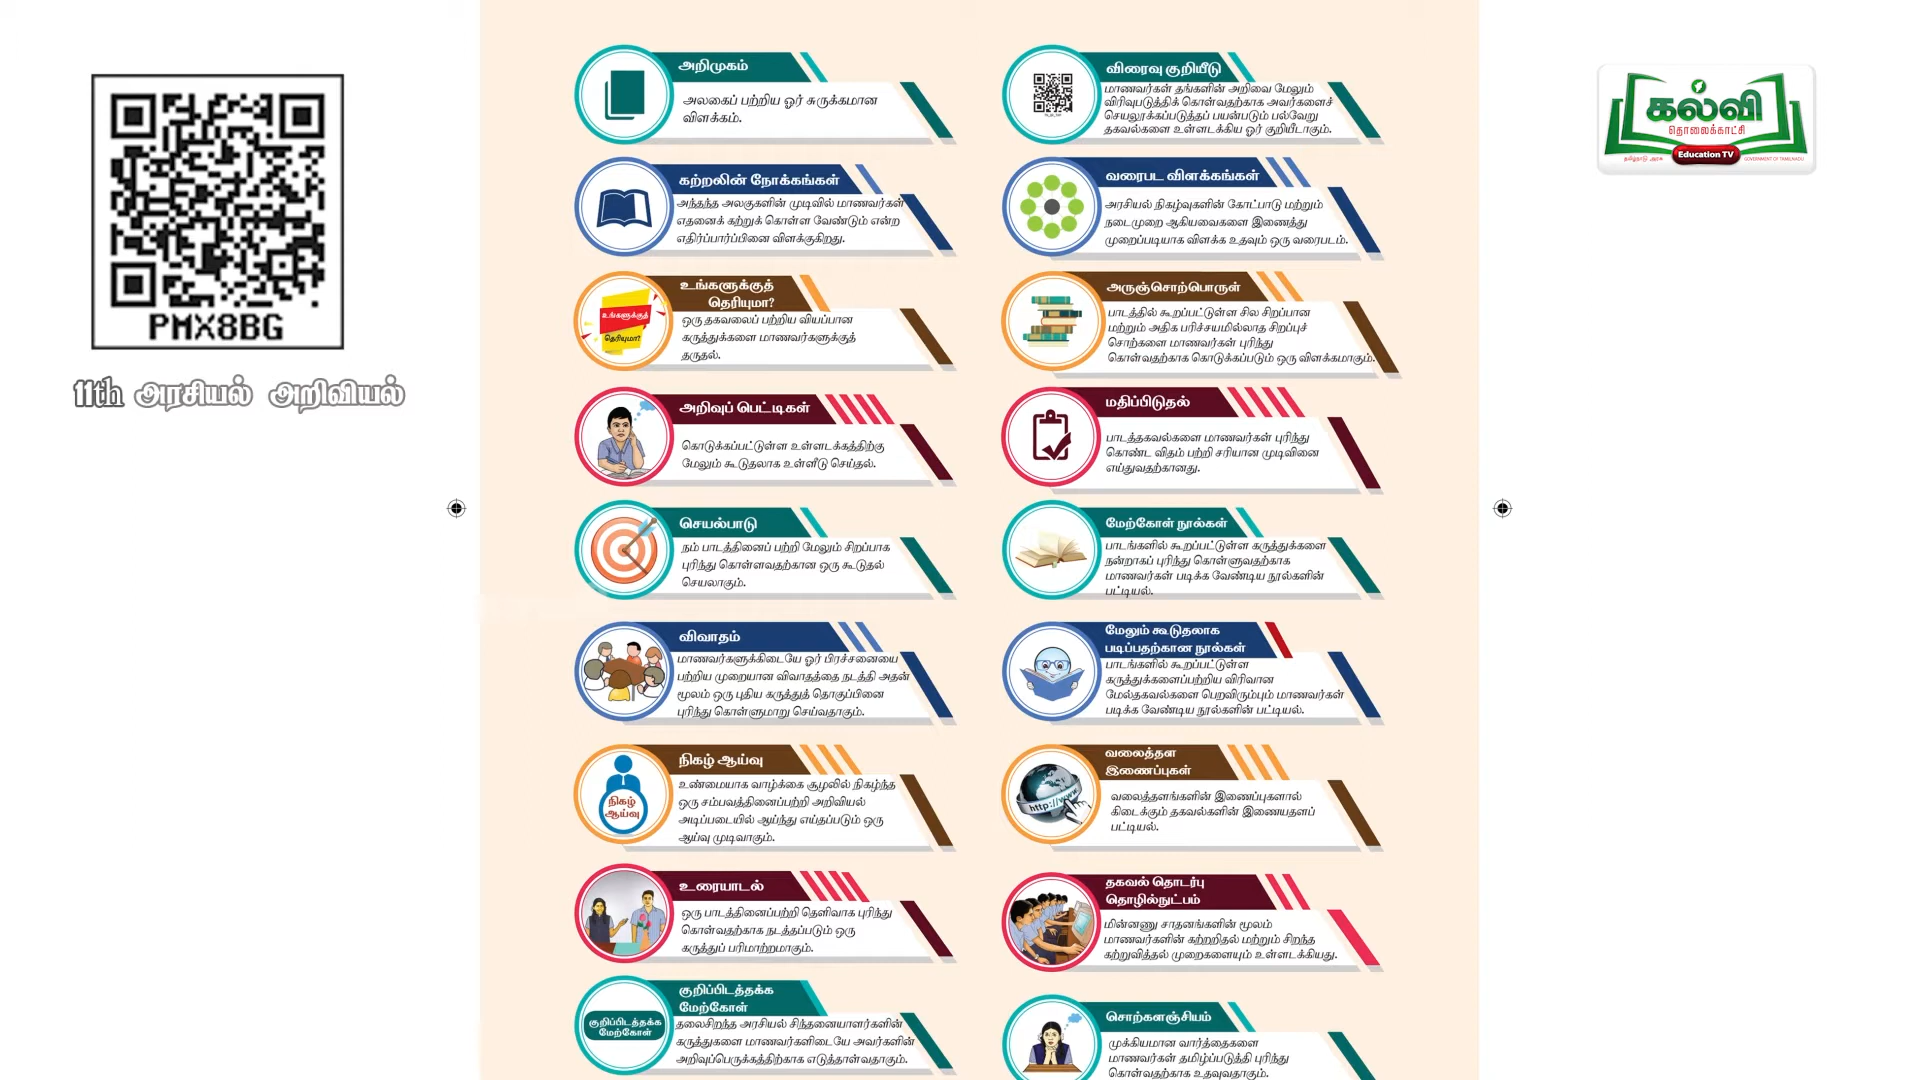 PMX8BG
11th அரசியல் அறிவியல்
அறிமுகம்
அலகைப் பற்றிய ஓர் சுருக்கமான
விளக்கம்.
கற்றலின் நோக்கங்கள்
அந்தந்த அலகுகளின் முடிவில் மாணவர்கள்
எதனைக் கற்றுக் கொள்ள வேண்டும் என்ற
எதிர்ப்பார்ப்பினை விளக்குகிறது.
உங்களுக்குத்
தெரியுமா?
உங்களுக்குத்
தெரியுமா?
ஒரு தகவலைப் பற்றிய வியப்பான
கருத்துக்களை மாணவர்களுக்குத்
தருதல்.
அறிவுப் பெட்டிகள்
கொடுக்கப்பட்டுள்ள உள்ளடக்கத்திற்கு
மேலும் கூடுதலாக உள்ளீடு செய்தல்.
செயல்பாடு
நம் பாடத்தினைப் பற்றி மேலும் சிறப்பாக
புரிந்து கொள்ளவதற்கான ஒரு கூடுதல்
செயலாகும்.
விவாதம்
மாணவர்களுக்கிடையே ஓர் பிரச்சனையை
பற்றிய முறையான விவாதத்தை நடத்தி அதன்
மூலம் ஒரு புதிய கருத்துத் தொகுப்பினை
புரிந்து கொள்ளுமாறு செய்வதாகும்.
நிகழ் ஆய்வு
நிகழ்
ஆய்வு
உண்மையாக வாழ்க்கை சூழலில் நிகழ்ந்த
ஒரு சம்பவத்தினைப்பற்றி அறிவியல்
அடிப்படையில் ஆய்ந்து எய்தப்படும் ஒரு
ஆய்வு முடிவாகும்.
உரையாடல்
ஒரு பாடத்தினைப்பற்றி தெளிவாக புரிந்து
கொள்வதற்காக நடத்தப்படும் ஒரு
கருத்துப் பரிமாற்றமாகும்.
குறிப்பிடத்தக்க
மேற்கோள்
குறிப்பிடத்தக்க
மேற்கோள்
தலைசிறந்த அரசியல் சிந்தனையாளர்களின்
கருத்துகளை மாணவர்களிடையே அவர்களின்
அறிவுப்பெருக்கத்திற்காக எடுத்தாள்வதாகும்.
விரைவு குறியீடு
மாணவர்கள் தங்களின் அறிவை மேலும்
விரிவுபடுத்திக் கொள்வதற்காக அவர்களைச்
செயலூக்கப்படுத்தப் பயன்படும் பல்வேறு
தகவல்களை உள்ளடக்கிய ஓர் குறியீடாகும்.
வரைபட விளக்கங்கள்
அரசியல் நிகழ்வுகளின் கோட்பாடு மற்றும்
நடைமுறை ஆகியவைகளை இணைத்து
முறைப்படியாக விளக்க உதவும் ஒரு வரைபடம்.
அருஞ்சொற்பொருள்
பாடத்தில் கூறப்பட்டுள்ள சில சிறப்பான
மற்றும் அதிக பரிச்சயமில்லாத சிறப்புச்
சொற்களை மாணவர்கள் புரிந்து
கொள்வதற்காக கொடுக்கப்படும் ஒரு விளக்கமாகும்.
மதிப்பிடுதல்
பாடத்தகவல்களை மாணவர்கள் புரிந்து
கொண்ட விதம் பற்றி சரியான முடிவினை
எய்துவதற்கானது.
மேற்கோள் நூல்கள்
பாடங்களில் கூறப்பட்டுள்ள கருத்துக்களை
நன்றாகப் புரிந்து கொள்ளுவதற்காக
மாணவர்கள் படிக்க வேண்டிய நூல்களின்
பட்டியல்.
மேலும் கூடுதலாக
படிப்பதற்கான நூல்கள்
பாடங்களில் கூறப்பட்டுள்ள
கருத்துக்களைப்பற்றிய விரிவான
மேல்தகவல்களை பெறவிரும்பும் மாணவர்கள்
படிக்க வேண்டிய நூல்களின் பட்டியல்.
வலைத்தள
இணைப்புகள்
http://www
வலைத்தளங்களின் இணைப்புகளால்
கிடைக்கும் தகவல்களின் இணையதளப்
பட்டியல்.
தகவல் தொடர்பு
தொழில்நுட்பம்
மின்னணு சாதனங்களின் மூலம்
மாணவர்களின் கற்றறிதல் மற்றும் சிறந்த
கற்றுவித்தல் முறைகளையும் உள்ளடக்கியது.
சொற்களஞ்சியம்
முக்கியமான வார்த்தைகளை
மாணவர்கள் தமிழ்ப்படுத்தி புரிந்து
கொள்வதற்காக உதவுவதாகும்.
கல்வி
தொலைக்காட்சி
தமிழ்நாடு அரசு
Education TV
GOVERNMENT OF TAMILNADU